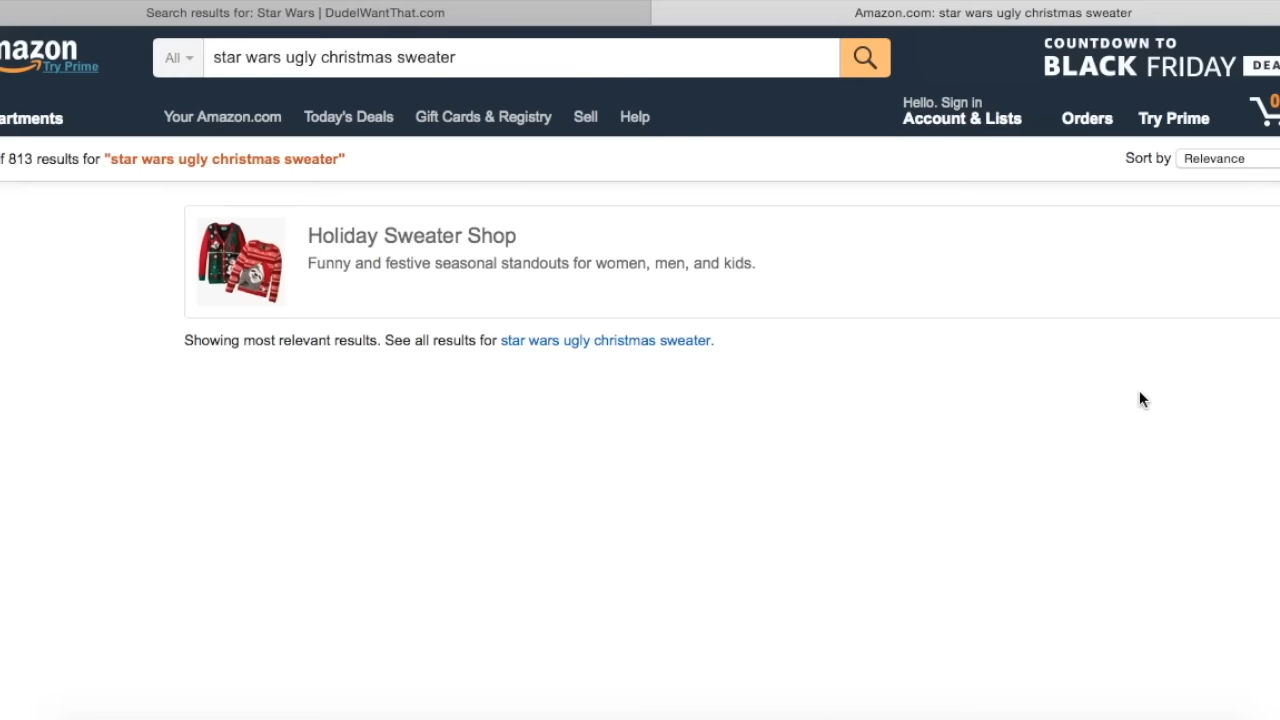 Search results for: Star Wars | DudeIWantThat.com
Amazon.com: star wars ugly christmas sweater
mazon
Try Prime
All
star wars ugly christmas sweater
COUNTDOWN TO
BLACK FRIDAY
DEA
artments
Your Amazon.com
Today's Deals
Gift Cards & Registry
Sell
Help
Hello. Sign in
Account & Lists
Orders
Try Prime
0
f 813 results for "star wars ugly christmas sweater"
Sort by
Relevance
Holiday Sweater Shop
Funny and festive seasonal standouts for women, men, and kids.
Showing most relevant results. See all results for star wars ugly christmas sweater.